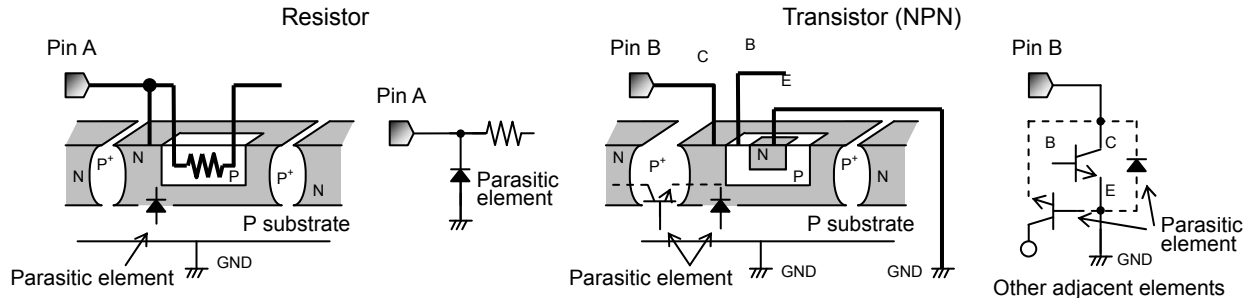 Resistor
Pin A
N
P⁺
N
P
P⁺
N
P substrate
GND
Parasitic element
Pin A
Parasitic
element
Transistor (NPN)
Pin B
C
B
E
N
P⁺
N
P
P⁺
N
P substrate
GND
GND
Parasitic element
Pin B
B
C
E
Parasitic
element
GND
Other adjacent elements